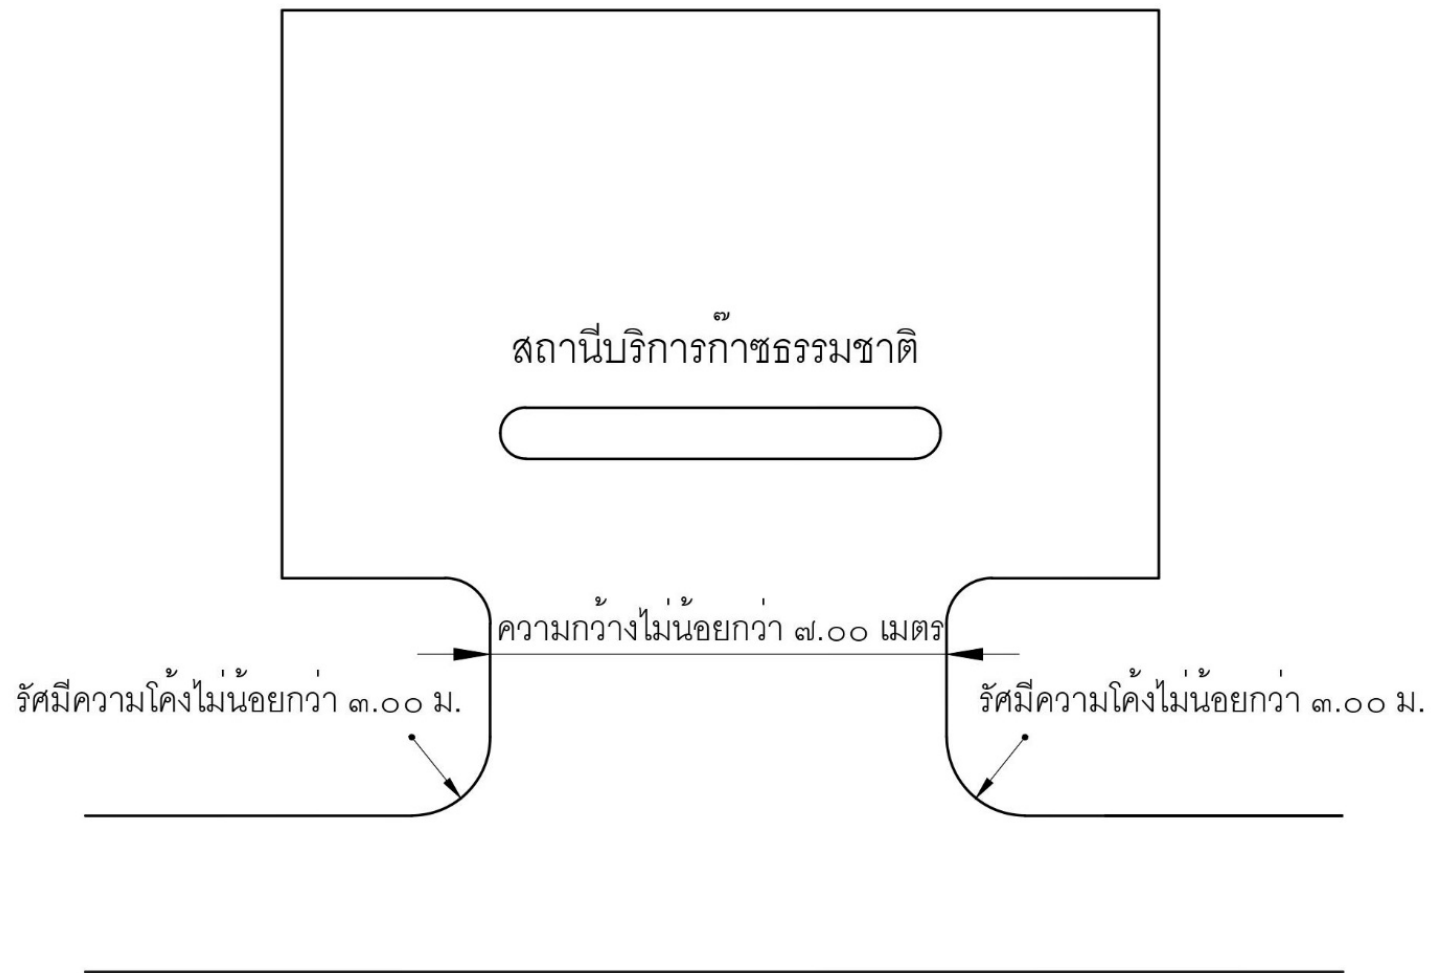 สถานีบริการก๊าซธรรมชาติ
ความกว้างไม่น้อยกว่า ๗.๐๐ เมตร
รัศมีความโค้งไม่น้อยกว่า ๓.๐๐ ม.
รัศมีความโค้งไม่น้อยกว่า ๓.๐๐ ม.